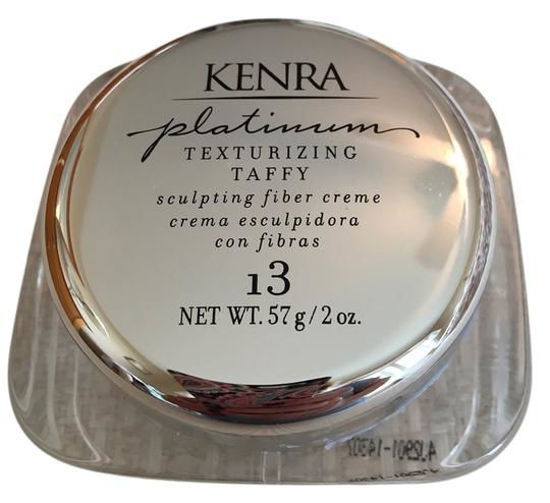 KENRA
platinum
TEXTURIZING
TAFFY
sculpting fiber creme
crema esculpidora
con fibras
13
NET WT. 57 g/2 oz.